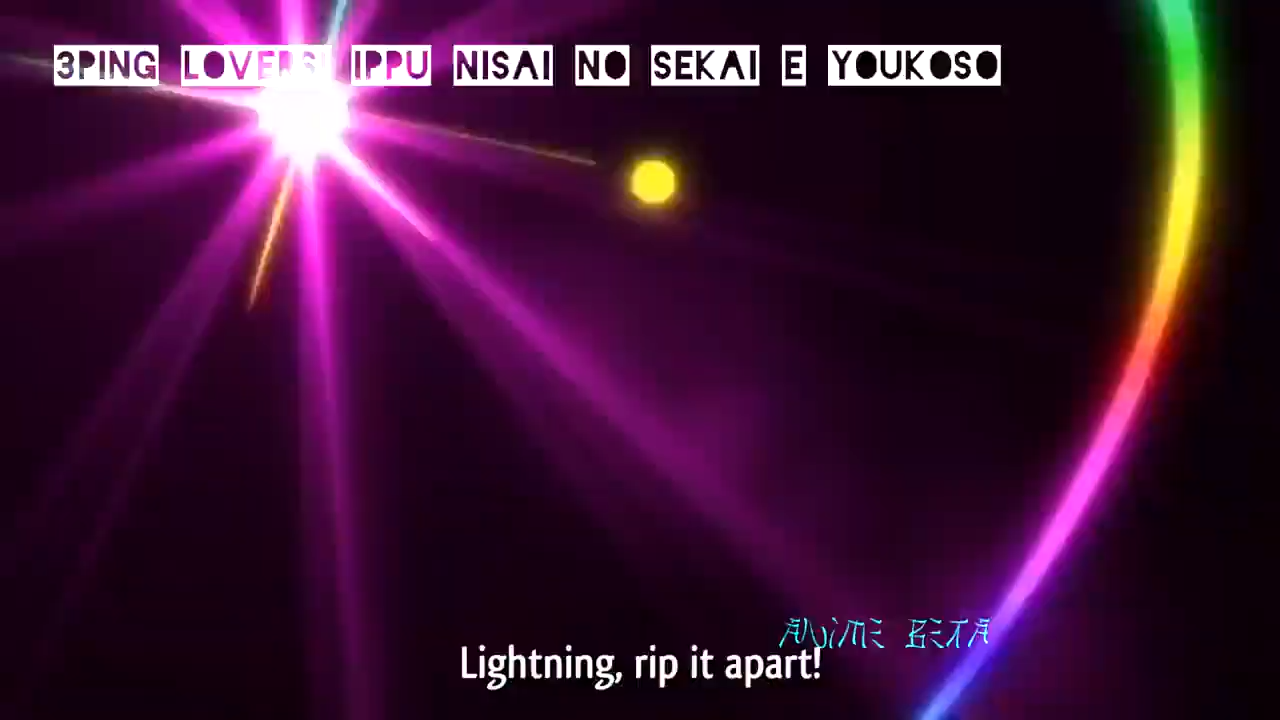 3PING LOVERS! IPPU NISAI NO SEKAI E YOUKOSO
ANIME BETA
Lightning, rip it apart!